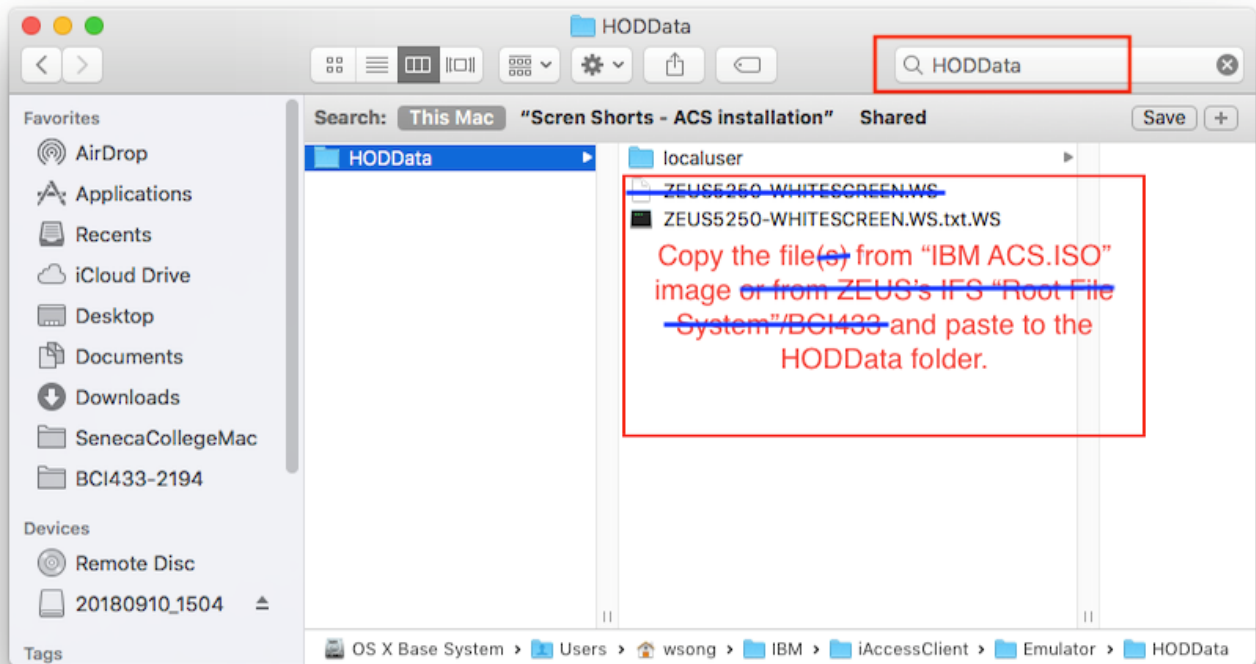 HODData
HODData
Favorites
AirDrop
Applications
Recents
iCloud Drive
Desktop
Documents
Downloads
SenecaCollegeMac
BCI433-2194
Devices
Remote Disc
20180910_1504
Tags
Search: This Mac "Scren Shorts - ACS installation" Shared Save +
HODData
localuser
ZEUS5250-WHITESCREEN.WS
ZEUS5250-WHITESCREEN.WS.txt.WS
Copy the file(s) from “IBM ACS.ISO”
image or from ZEUS’s IFS “Root File
System”/BCI433 and paste to the
HODData folder.
OS X Base System › Users › wsong › IBM › iAccessClient › Emulator › HODData